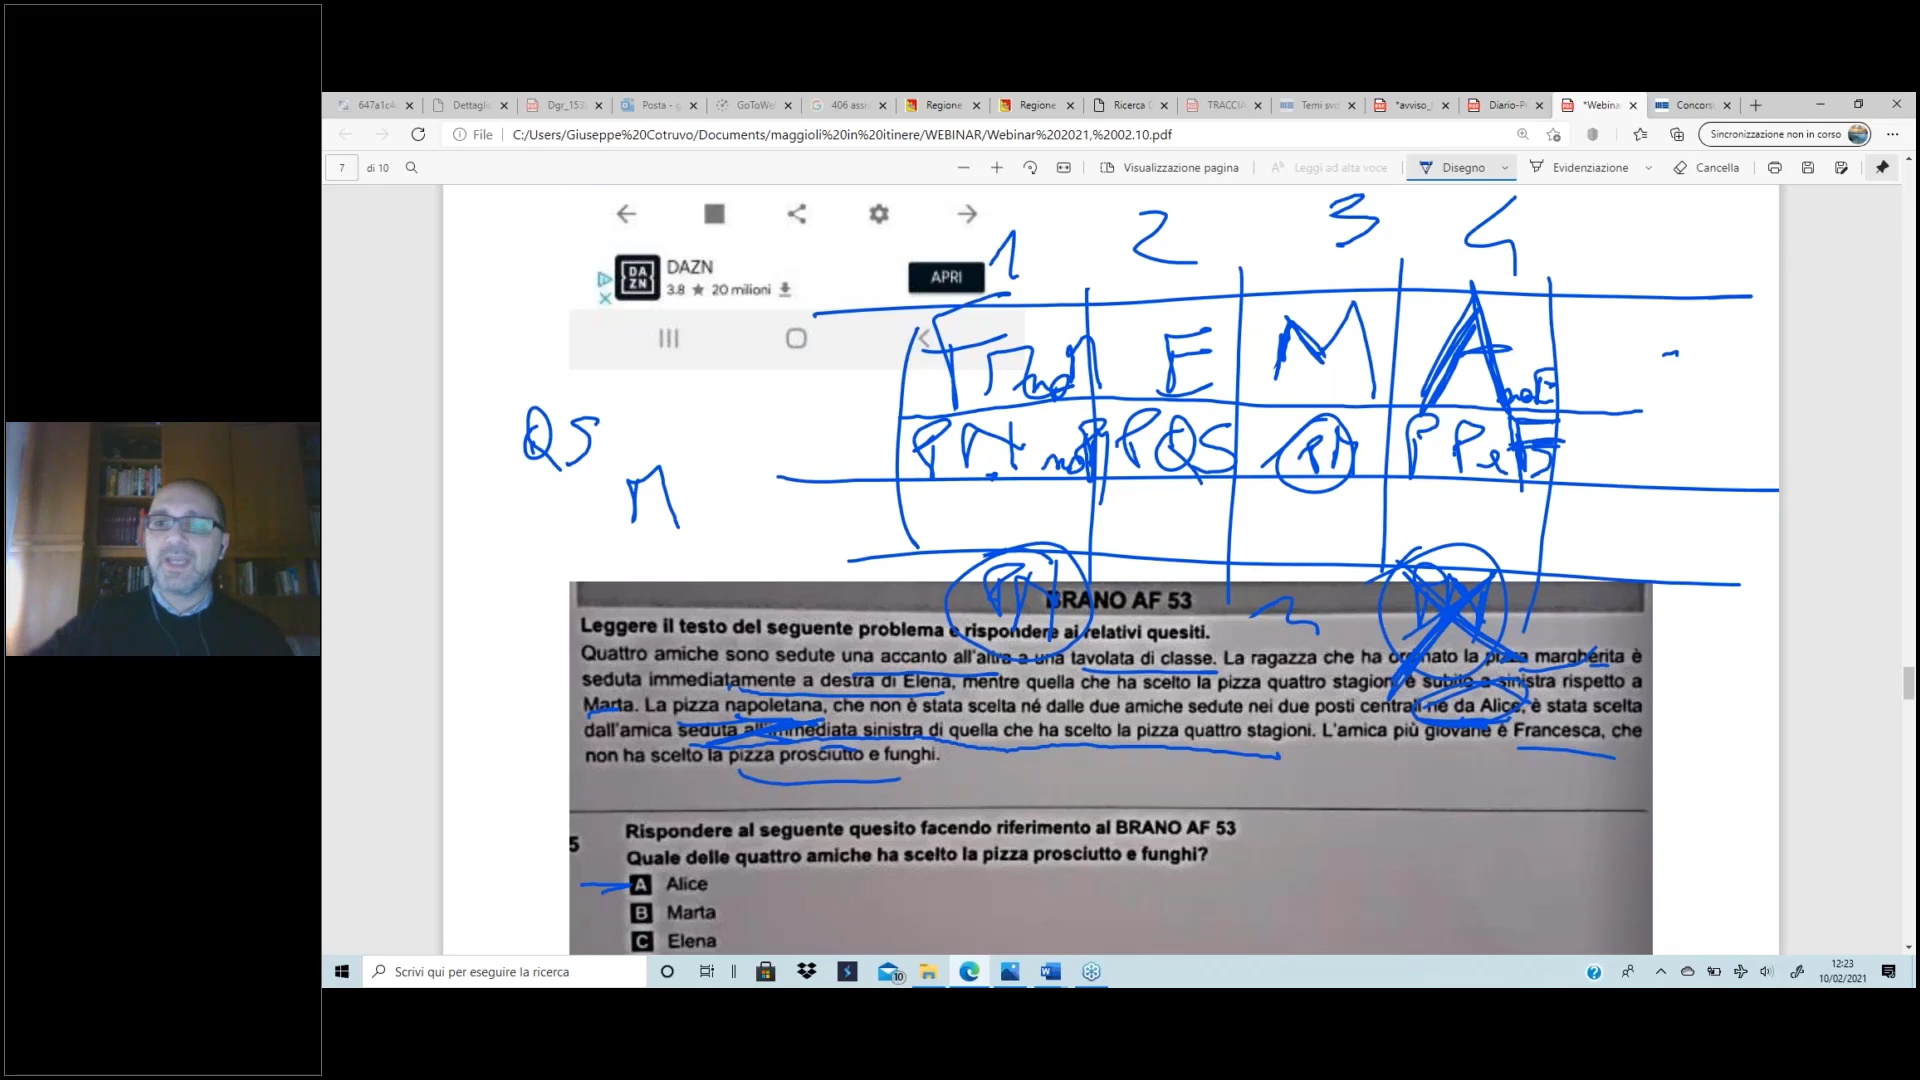 647a1c4 Dettagl Dgr_153 Posta - GoToWe 406 assi Regione Regione Ricerca TRACCIA Temi svo *avviso_ Diario-P *Webina Concors
File C:/Users/Giuseppe%20Cotruvo/Documents/maggioli%20in%20itinere/WEBINAR/Webinar%202021,%2002.10.pdf Sincronizzazione non in corso
7 di 10 Visualizzazione pagina Leggi ad alta voce Disegno Evidenziazione Cancella
1 2 3 4
DAZN
3.8 ★ 20 milioni
APRI
E M A
QS PQS
BRANO AF 53
Leggere il testo del seguente problema e rispondere ai relativi quesiti.
Quattro amiche sono sedute una accanto all'altra a una tavolata di classe. La ragazza che ha ordinato la pizza margherita è
seduta immediatamente a destra di Elena, mentre quella che ha scelto la pizza quattro stagioni è subito a sinistra rispetto a
Marta. La pizza napoletana, che non è stata scelta né dalle due amiche sedute nei due posti centrali né da Alice, è stata scelta
dall'amica seduta all'immediata sinistra di quella che ha scelto la pizza quattro stagioni. L'amica più giovane è Francesca, che
non ha scelto la pizza prosciutto e funghi.
Rispondere al seguente quesito facendo riferimento al BRANO AF 53
5
Quale delle quattro amiche ha scelto la pizza prosciutto e funghi?
A Alice
B Marta
C Elena
Scrivi qui per eseguire la ricerca
10
12:23
10/02/2021